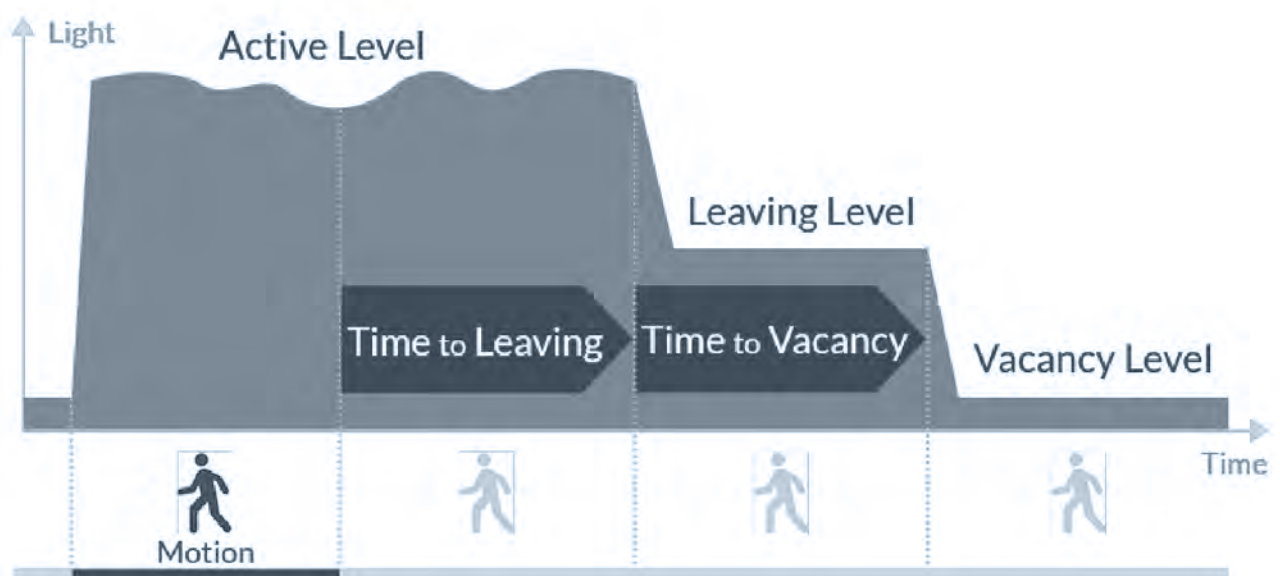 Light
Active Level
Leaving Level
Time to Leaving
Time to Vacancy
Vacancy Level
Time
Motion